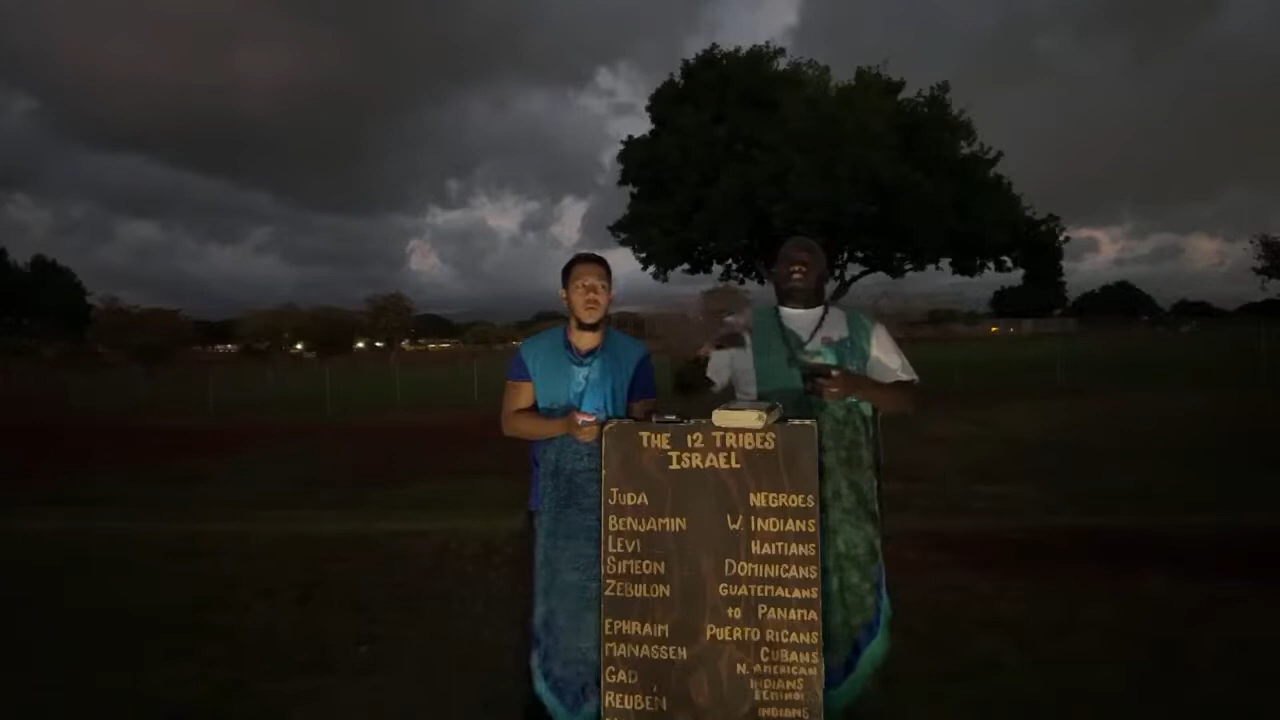 THE 12 TRIBES
ISRAEL
JUDA NEGROES
BENJAMIN W. INDIANS
LEVI HAITIANS
SIMEON DOMINICANS
ZEBULON GUATEMALANS
to PANAMA
EPHRAIM PUERTO RICANS
MANASSEH CUBANS
GAD N. AMERICAN
INDIANS
REUBEN
INDIANS